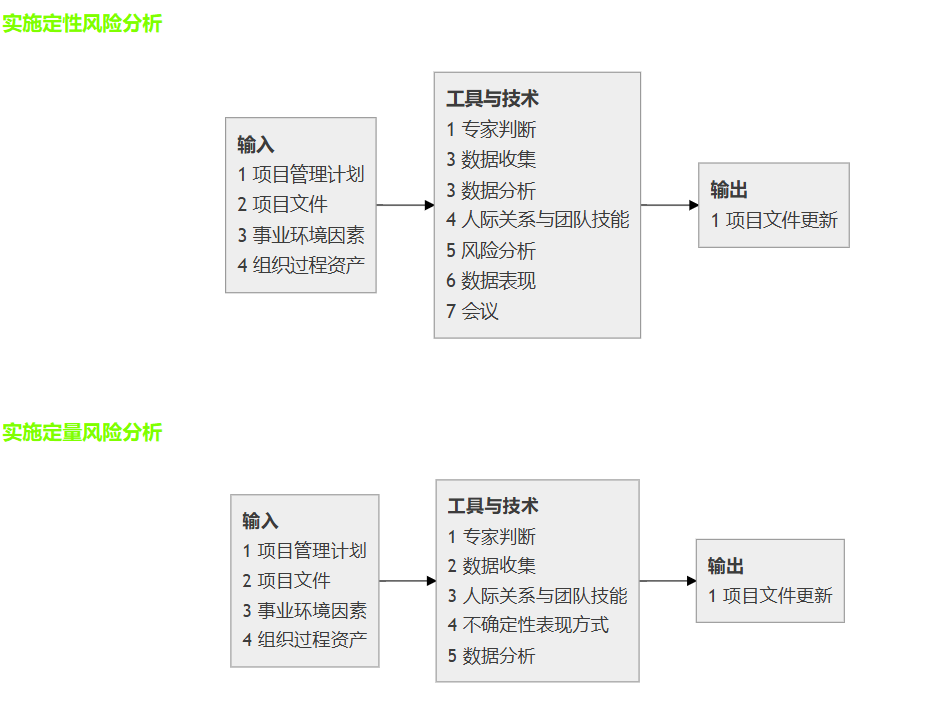 实施定性风险分析
输入
1 项目管理计划
2 项目文件
3 事业环境因素
4 组织过程资产
工具与技术
1 专家判断
3 数据收集
3 数据分析
4 人际关系与团队技能
5 风险分析
6 数据表现
7 会议
输出
1 项目文件更新
实施定量风险分析
输入
1 项目管理计划
2 项目文件
3 事业环境因素
4 组织过程资产
工具与技术
1 专家判断
2 数据收集
3 人际关系与团队技能
4 不确定性表现方式
5 数据分析
输出
1 项目文件更新